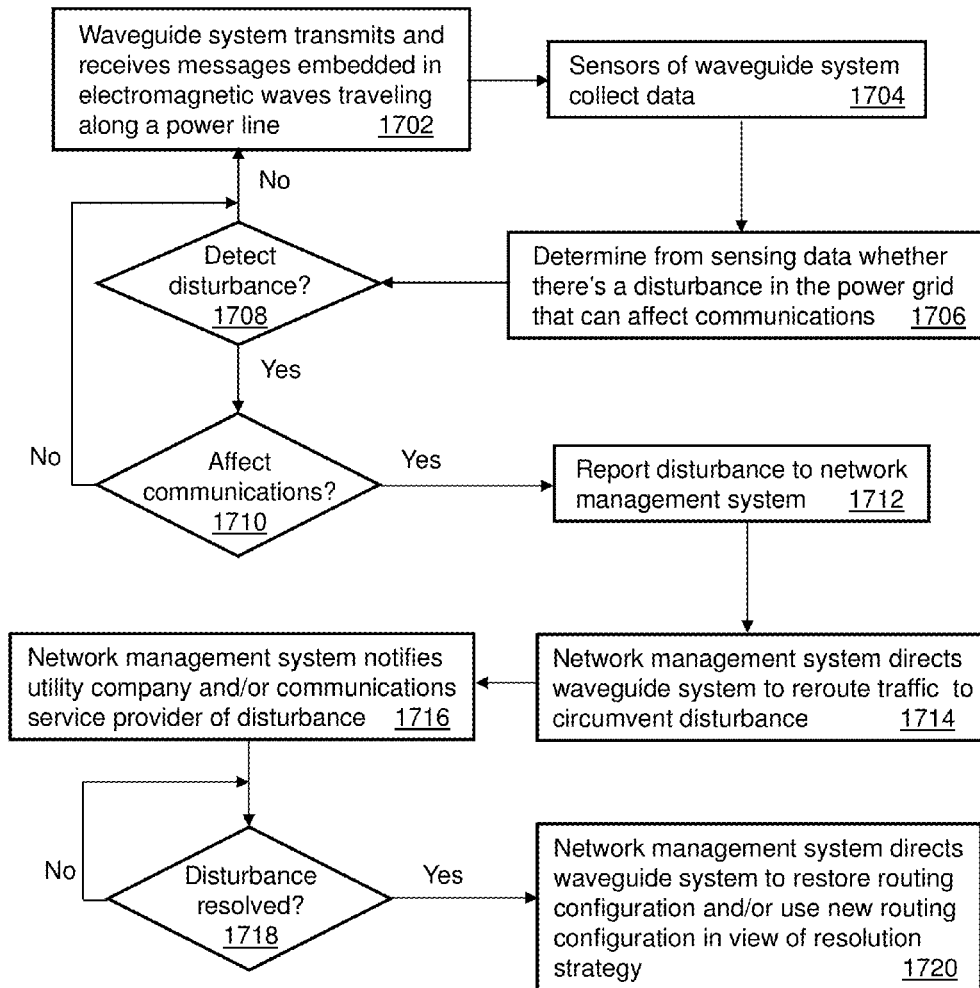 Waveguide system transmits and
receives messages embedded in
electromagnetic waves traveling
along a power line 1702
Sensors of waveguide system
collect data 1704
No
Detect
disturbance?
1708
Determine from sensing data whether
there's a disturbance in the power grid
that can affect communications 1706
Yes
No
Affect
communications?
1710
Yes
Report disturbance to network
management system 1712
Network management system notifies
utility company and/or communications
service provider of disturbance 1716
Network management system directs
waveguide system to reroute traffic to
circumvent disturbance 1714
No
Disturbance
resolved?
1718
Yes
Network management system directs
waveguide system to restore routing
configuration and/or use new routing
configuration in view of resolution
strategy 1720